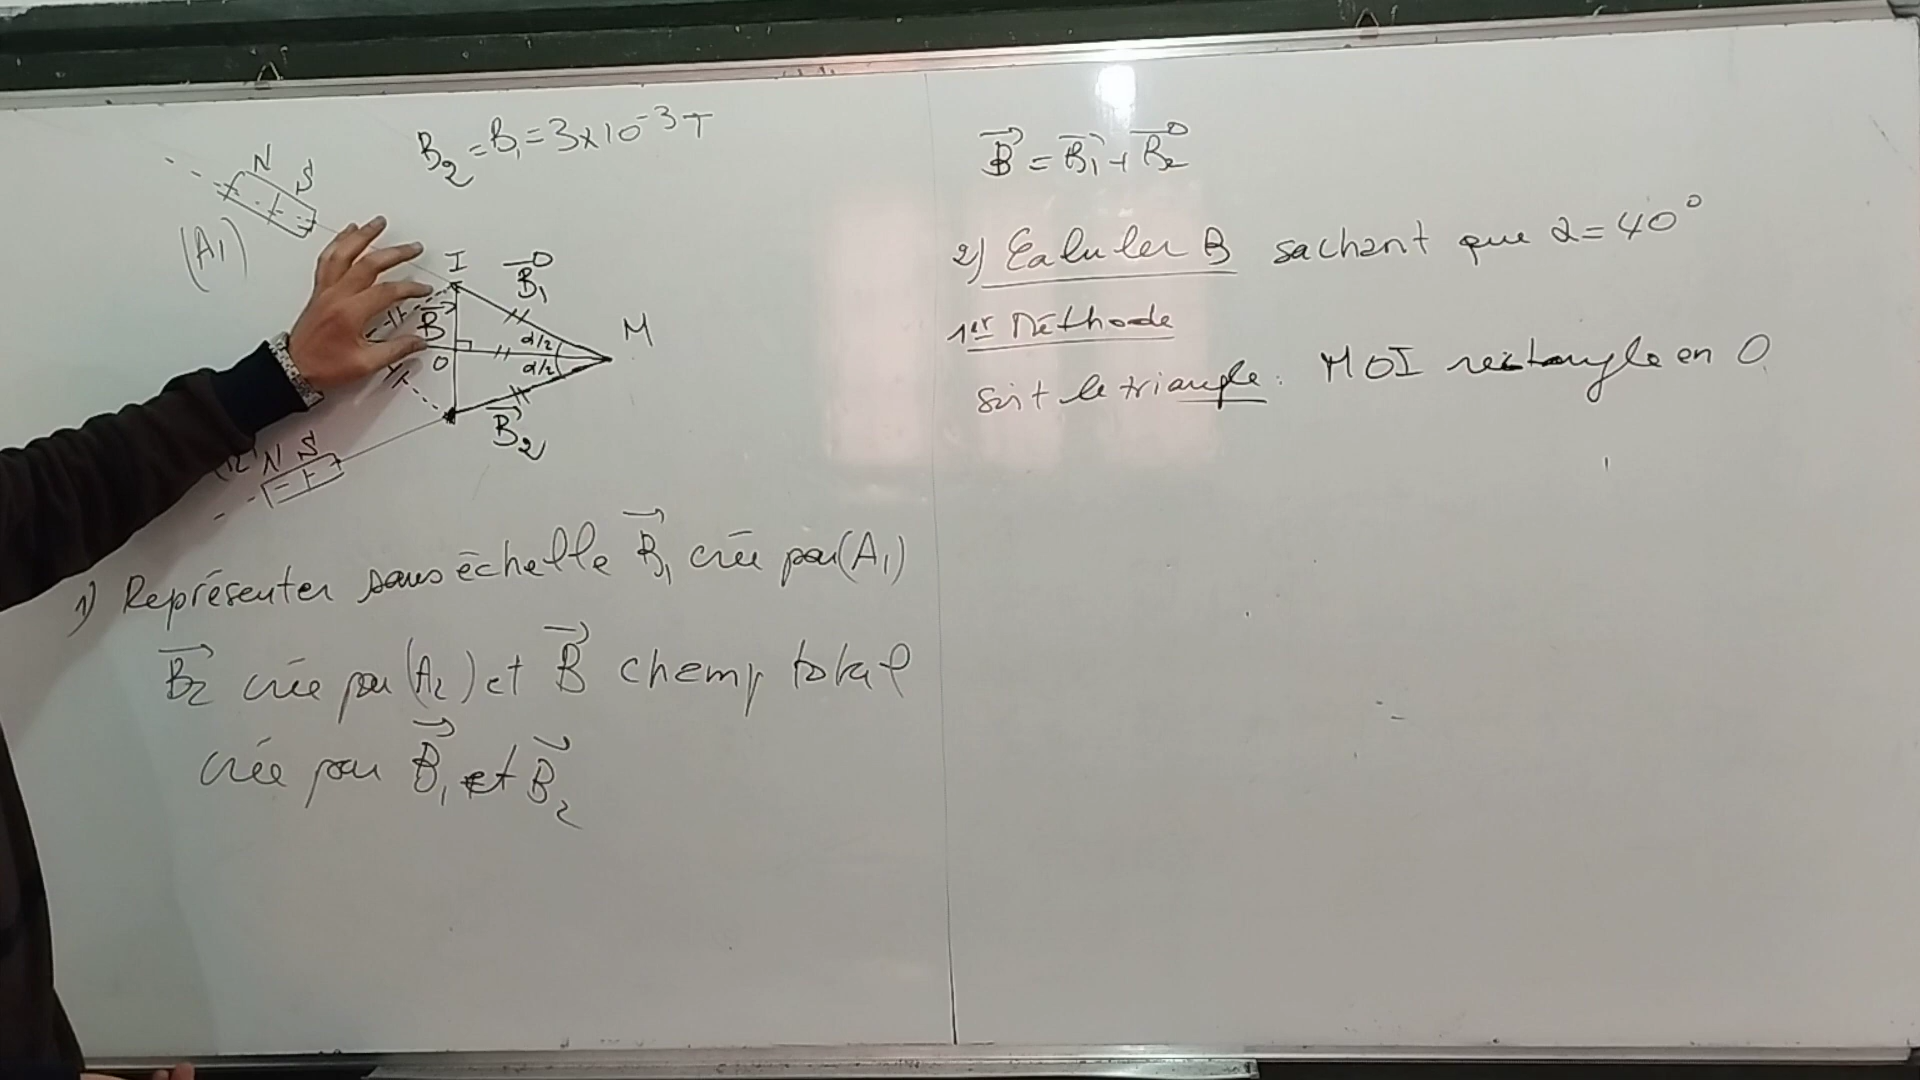 B₂ = B₁ = 3×10⁻³ T
N S
(A₁)
I
B₁
B
M
α/2
O
α/2
B₂
N S
1) Représenter sans échelle B₁ crée par (A₁)
B₂ crée par (A₂) et B chemp total
crée par B₁ et B₂
B = B₁ + B₂
2) Caluler B sachant que α = 40°
1er Méthode
Soit le triangle : MOI rectangle en O